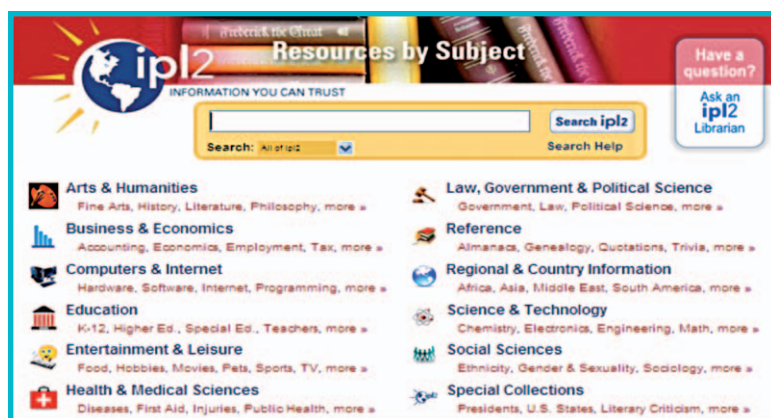 Frederick the Great
ipl2
Resources by Subject
INFORMATION YOU CAN TRUST
Have a
question?
Ask an
ipl2
Librarian
Search ipl2
Search: All of ipl2
Search Help
Arts & Humanities
Fine Arts, History, Literature, Philosophy, more »
Business & Economics
Accounting, Economics, Employment, Tax, more »
Computers & Internet
Hardware, Software, Internet, Programming, more »
Education
K-12, Higher Ed., Special Ed., Teachers, more »
Entertainment & Leisure
Food, Hobbies, Movies, Pets, Sports, TV, more »
Health & Medical Sciences
Diseases, First Aid, Injuries, Public Health, more »
Law, Government & Political Science
Government, Law, Political Science, more »
Reference
Almanacs, Genealogy, Quotations, Trivia, more »
Regional & Country Information
Africa, Asia, Middle East, South America, more »
Science & Technology
Chemistry, Electronics, Engineering, Math, more »
Social Sciences
Ethnicity, Gender & Sexuality, Sociology, more »
Special Collections
Presidents, U.S. States, Literary Criticism, more »